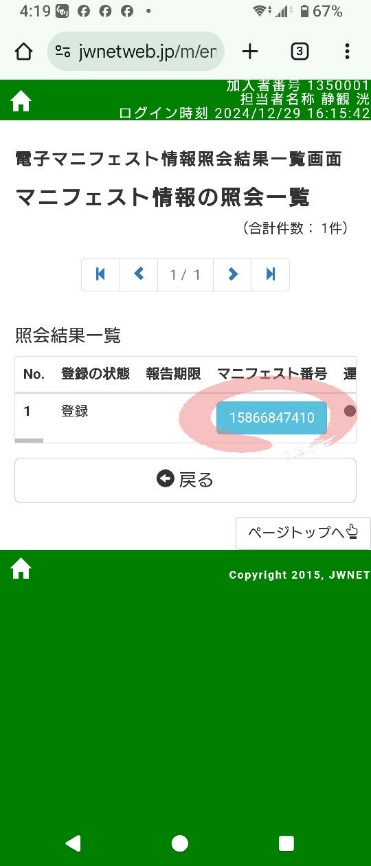 4:19
67%
jwnetweb.jp/m/er
3
加入者番号 1350001
担当者名称 静観 洸
ログイン時刻 2024/12/29 16:15:42
電子マニフェスト情報照会結果一覧画面
マニフェスト情報の照会一覧
(合計件数： 1件)
1 / 1
照会結果一覧
No. 登録の状態 報告期限 マニフェスト番号 運
1 登録 15866847410
戻る
ページトップへ
Copyright 2015, JWNET